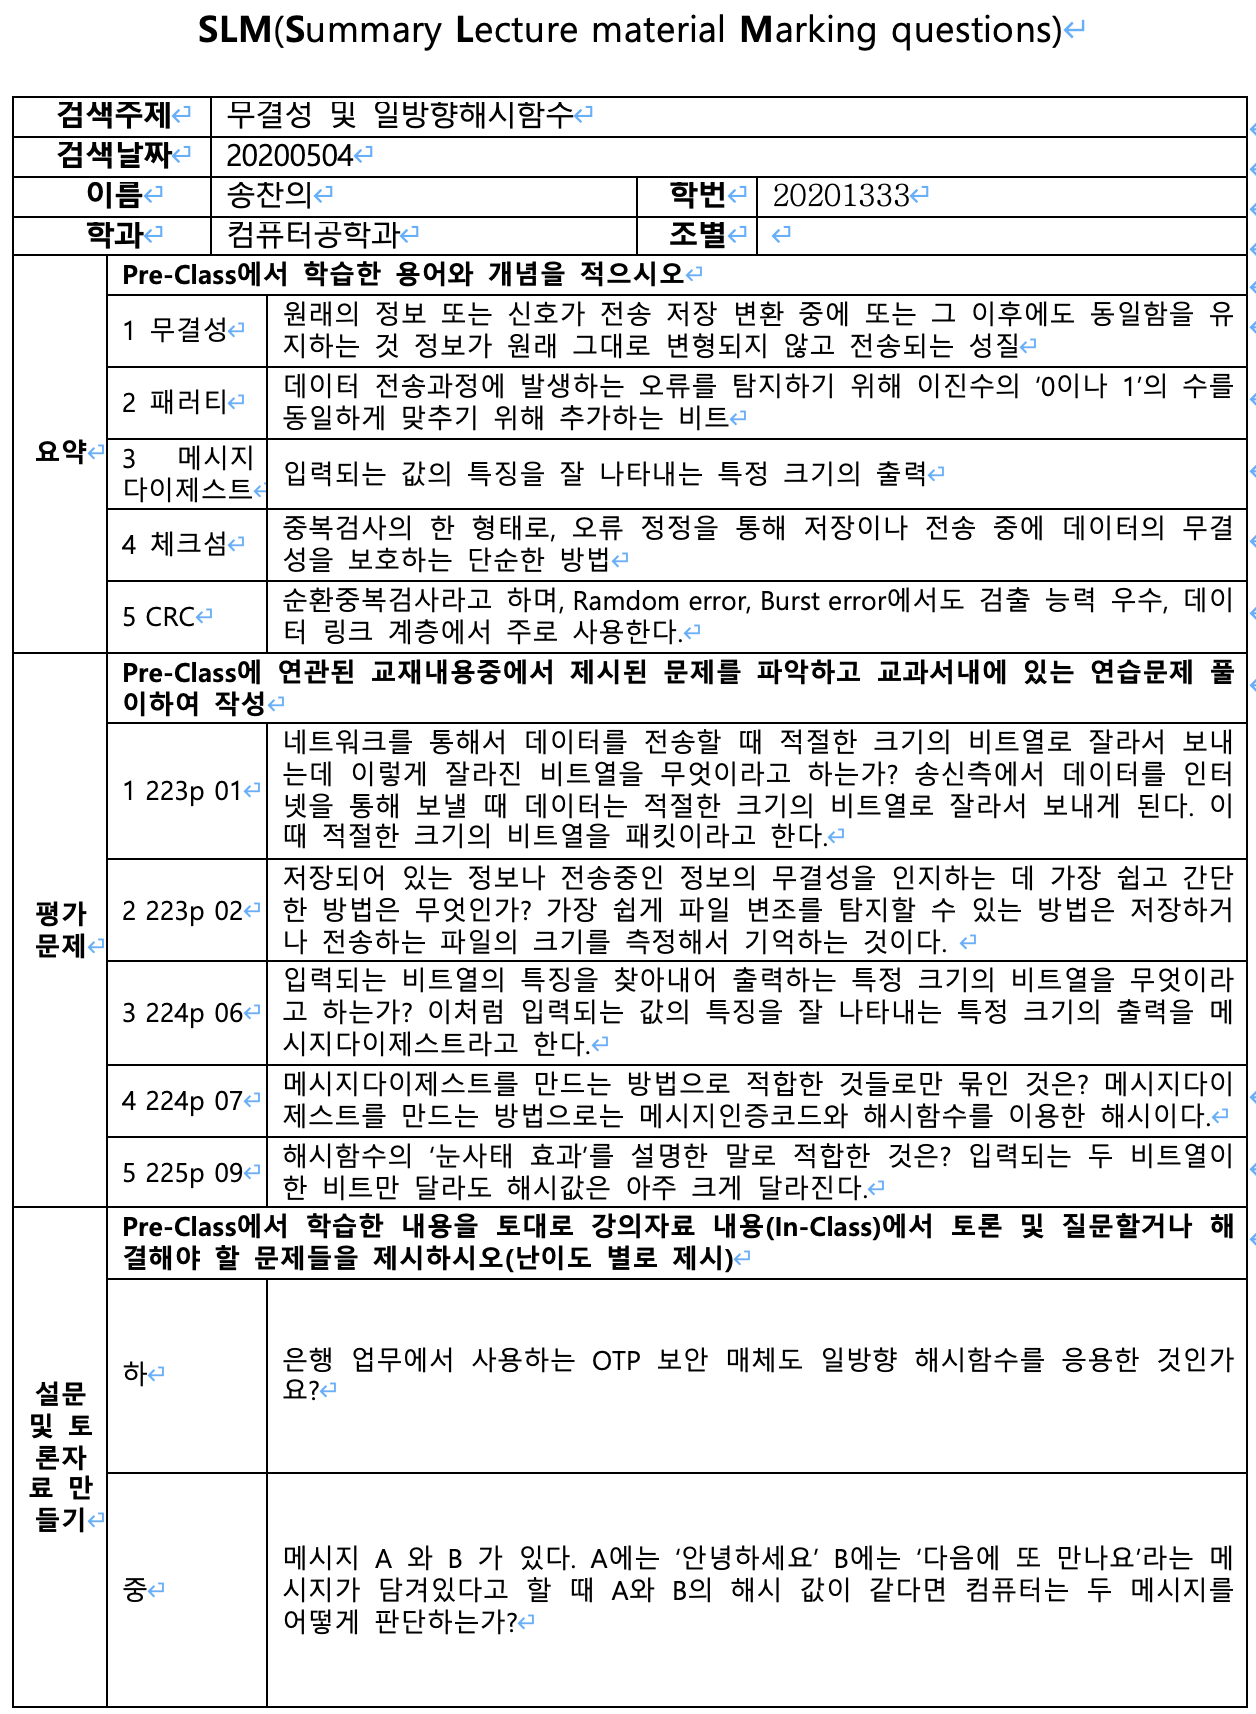 SLM(Summary Lecture material Marking questions)
검색주제 무결성 및 일방향해시함수
검색날짜 20200504
이름 송찬의 학번 20201333
학과 컴퓨터공학과 조별
요약
Pre-Class에서 학습한 용어와 개념을 적으시오
1 무결성
원래의 정보 또는 신호가 전송 저장 변환 중에 또는 그 이후에도 동일함을 유
지하는 것 정보가 원래 그대로 변형되지 않고 전송되는 성질
2 패러티
데이터 전송과정에 발생하는 오류를 탐지하기 위해 이진수의 ‘0이나 1’의 수를
동일하게 맞추기 위해 추가하는 비트
3 메시지
다이제스트
입력되는 값의 특징을 잘 나타내는 특정 크기의 출력
4 체크섬
중복검사의 한 형태로, 오류 정정을 통해 저장이나 전송 중에 데이터의 무결
성을 보호하는 단순한 방법
5 CRC
순환중복검사라고 하며, Ramdom error, Burst error에서도 검출 능력 우수, 데이
터 링크 계층에서 주로 사용한다.
평가
문제
Pre-Class에 연관된 교재내용중에서 제시된 문제를 파악하고 교과서내에 있는 연습문제 풀
이하여 작성
1 223p 01
네트워크를 통해서 데이터를 전송할 때 적절한 크기의 비트열로 잘라서 보내
는데 이렇게 잘라진 비트열을 무엇이라고 하는가? 송신측에서 데이터를 인터
넷을 통해 보낼 때 데이터는 적절한 크기의 비트열로 잘라서 보내게 된다. 이
때 적절한 크기의 비트열을 패킷이라고 한다.
2 223p 02
저장되어 있는 정보나 전송중인 정보의 무결성을 인지하는 데 가장 쉽고 간단
한 방법은 무엇인가? 가장 쉽게 파일 변조를 탐지할 수 있는 방법은 저장하거
나 전송하는 파일의 크기를 측정해서 기억하는 것이다.
3 224p 06
입력되는 비트열의 특징을 찾아내어 출력하는 특정 크기의 비트열을 무엇이라
고 하는가? 이처럼 입력되는 값의 특징을 잘 나타내는 특정 크기의 출력을 메
시지다이제스트라고 한다.
4 224p 07
메시지다이제스트를 만드는 방법으로 적합한 것들로만 묶인 것은? 메시지다이
제스트를 만드는 방법으로는 메시지인증코드와 해시함수를 이용한 해시이다.
5 225p 09
해시함수의 ‘눈사태 효과’를 설명한 말로 적합한 것은? 입력되는 두 비트열이
한 비트만 달라도 해시값은 아주 크게 달라진다.
설문
및 토
론자
료 만
들기
Pre-Class에서 학습한 내용을 토대로 강의자료 내용(In-Class)에서 토론 및 질문할거나 해
결해야 할 문제들을 제시하시오(난이도 별로 제시)
하
은행 업무에서 사용하는 OTP 보안 매체도 일방향 해시함수를 응용한 것인가
요?
중
메시지 A 와 B 가 있다. A에는 ‘안녕하세요’ B에는 ‘다음에 또 만나요’라는 메
시지가 담겨있다고 할 때 A와 B의 해시 값이 같다면 컴퓨터는 두 메시지를
어떻게 판단하는가?